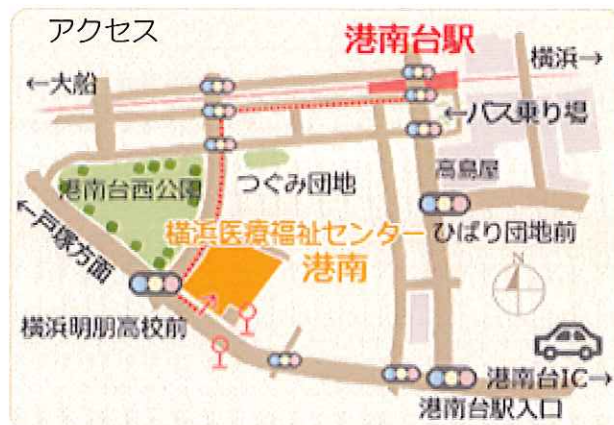 アクセス
港南台駅
横浜→
←大船
←バス乗り場
高島屋
港南台西公園
つぐみ団地
横浜医療福祉センター
港南
ひばり団地前
←戸塚方面
横浜明朋高校前
港南台IC→
港南台駅入口
N